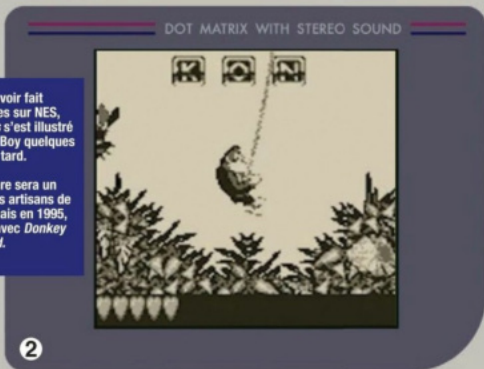 DOT MATRIX WITH STEREO SOUND
K O N
voir fait
es sur NES,
s'est illustré
Boy quelques
tard.
re sera un
s artisans de
ais en 1995,
vec Donkey
d.
2